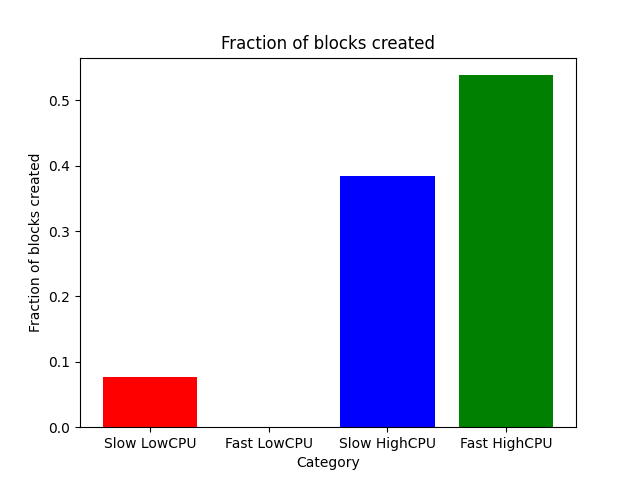 Fraction of blocks created
Fraction of blocks created
0.5
0.4
0.3
0.2
0.1
0.0
Slow LowCPU
Fast LowCPU
Slow HighCPU
Fast HighCPU
Category